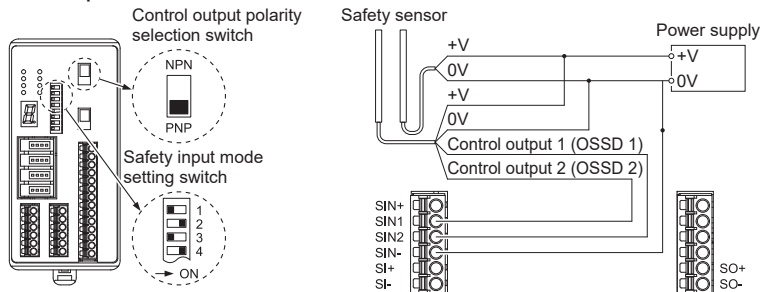 Control output polarity
selection switch
NPN
PNP
Safety input mode
setting switch
1
2
3
4
→ ON
Safety sensor
Power supply
+V
0V
+V
0V
+V
0V
Control output 1 (OSSD 1)
Control output 2 (OSSD 2)
SIN+
SIN1
SIN2
SIN-
SI+
SI-
SO+
SO-